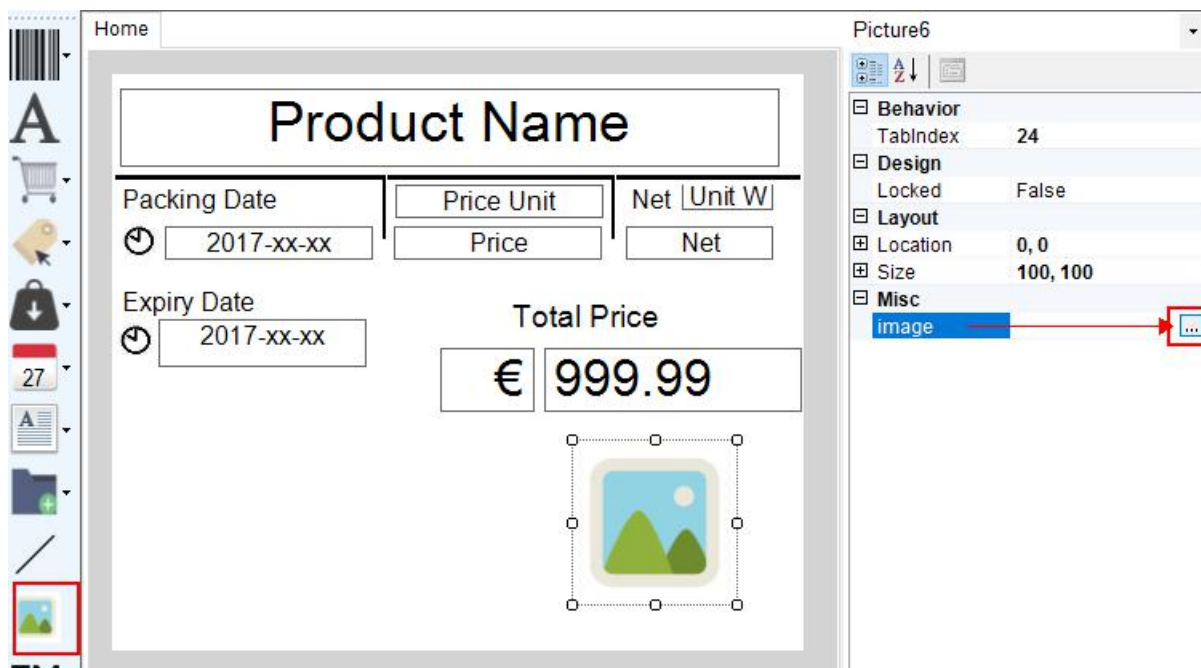 Home
Product Name
Packing Date
2017-xx-xx
Price Unit
Price
Net Unit W
Net
Expiry Date
2017-xx-xx
Total Price
€ 999.99
A
27
A
Picture6
A
Z
Behavior
TabIndex 24
Design
Locked False
Layout
Location 0, 0
Size 100, 100
Misc
image ...